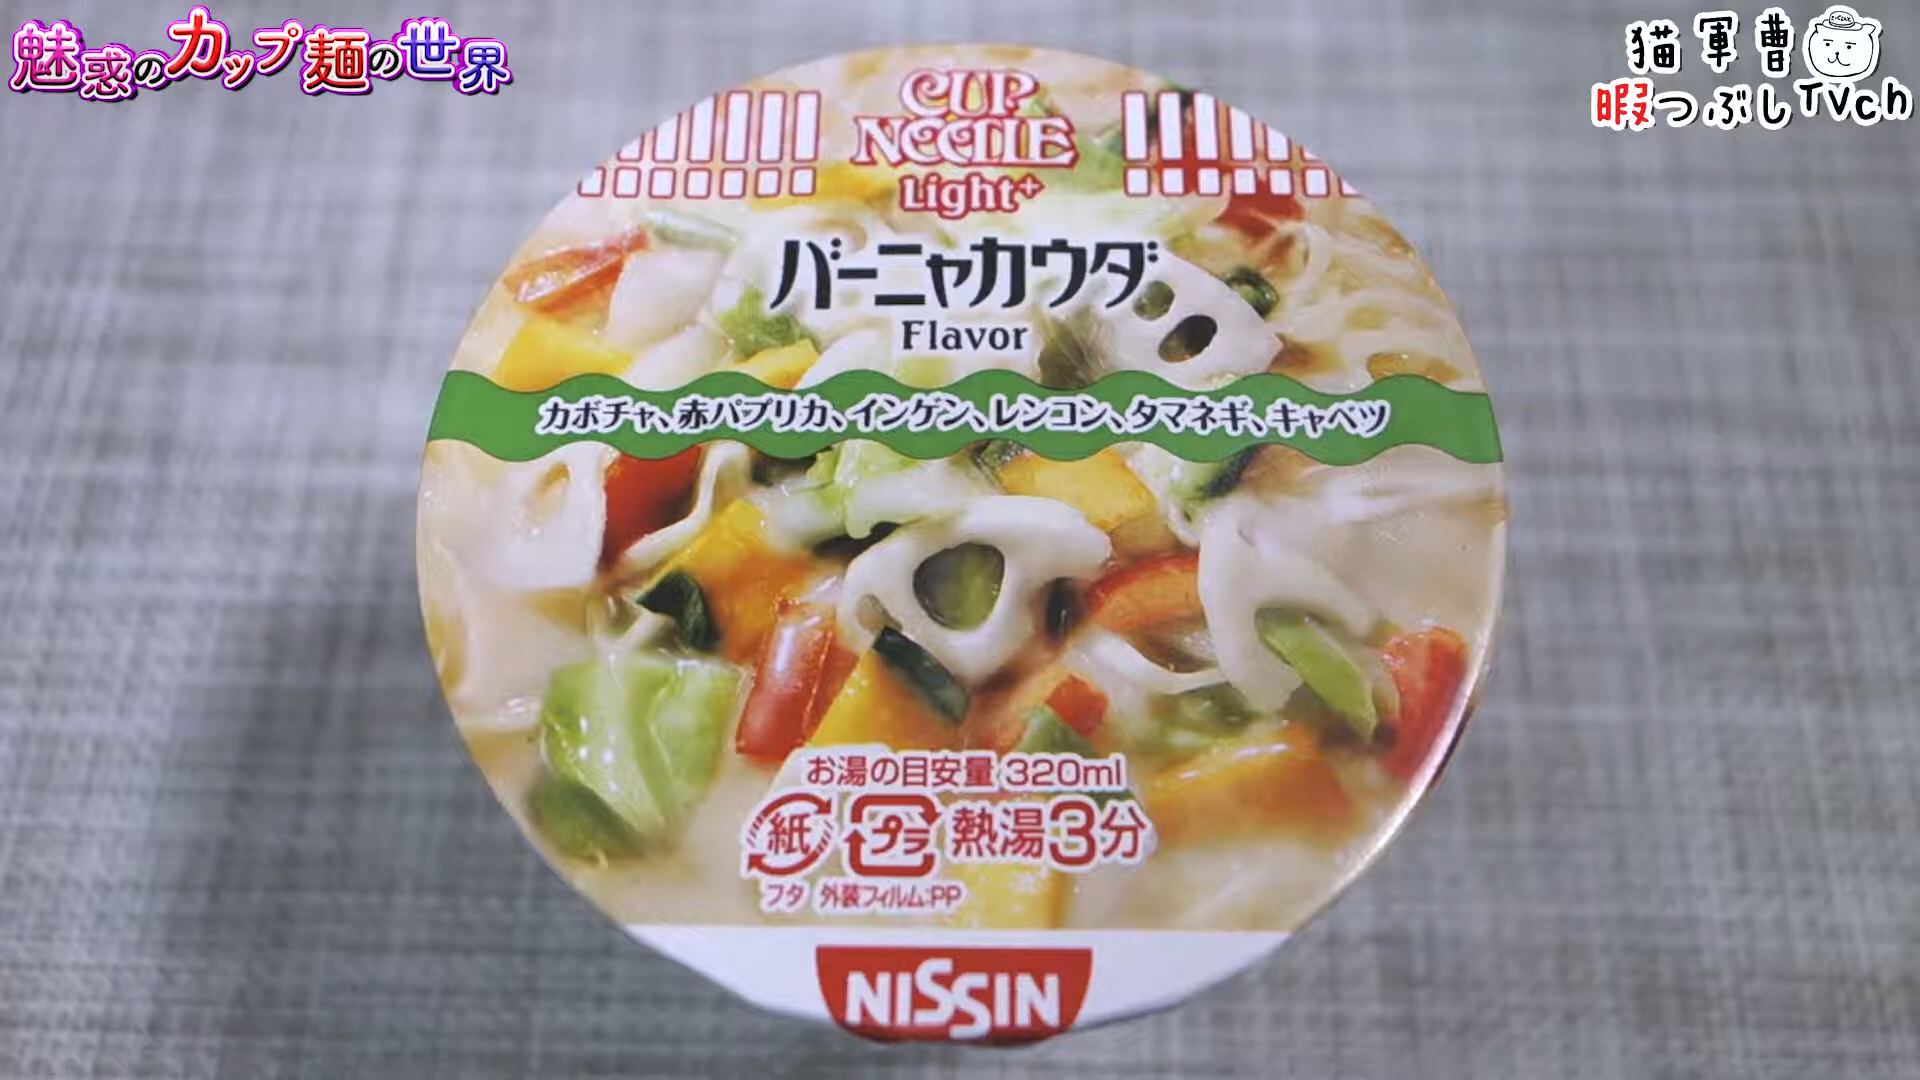 魅惑のカップ麺の世界
猫軍曹
暇つぶしTVch
CUP
NOODLE
Light+
バーニャカウダ
Flavor
カボチャ、赤パプリカ、インゲン、レンコン、タマネギ、キャベツ
お湯の目安量 320ml
紙 プラ 熱湯3分
フタ 外装フィルム:PP
NISSIN